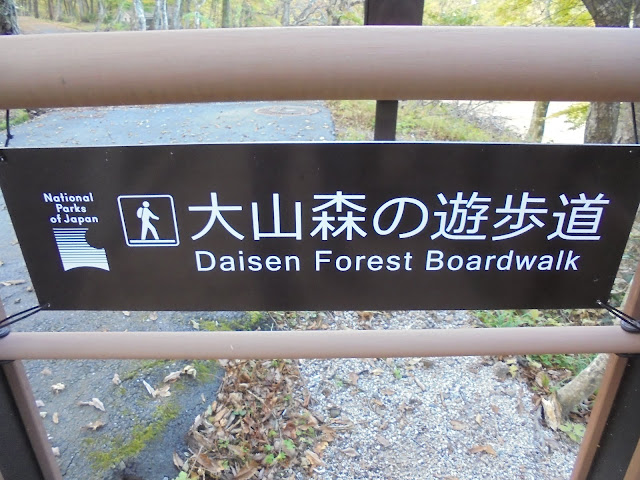 National
Parks
of Japan
大山森の遊歩道
Daisen Forest Boardwalk